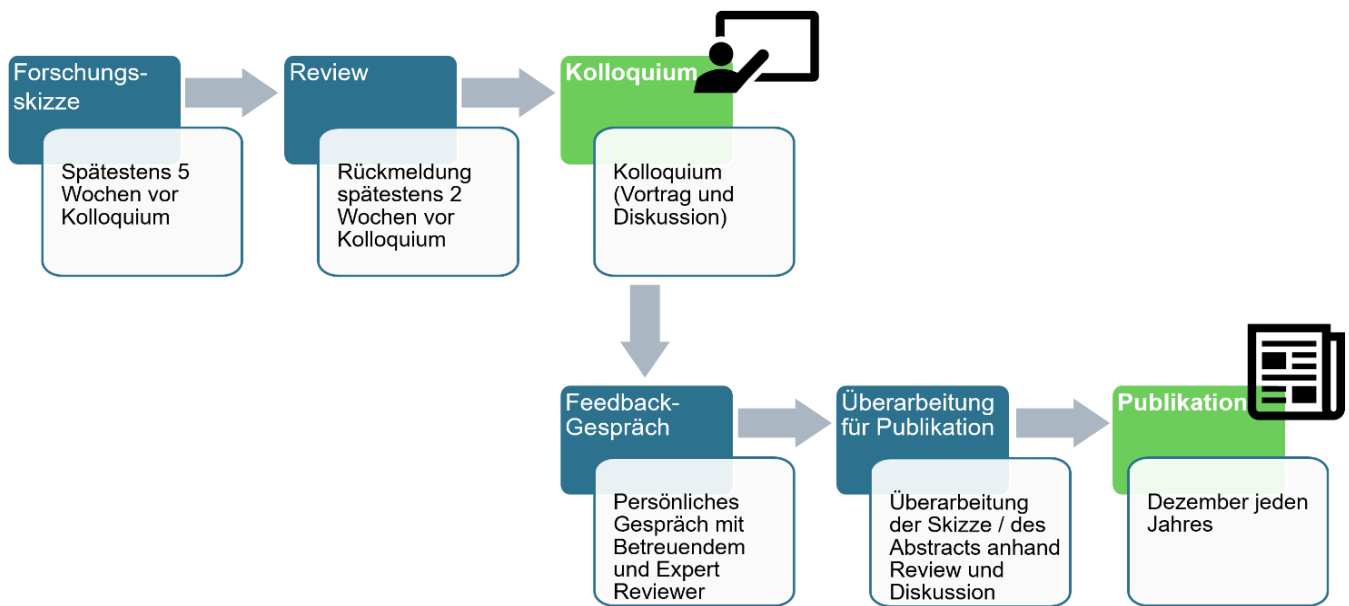 Forschungs-
skizze
Spätestens 5
Wochen vor
Kolloquium
Review
Rückmeldung
spätestens 2
Wochen vor
Kolloquium
Kolloquium
Kolloquium
(Vortrag und
Diskussion)
Feedback-
Gespräch
Persönliches
Gespräch mit
Betreuendem
und Expert
Reviewer
Überarbeitung
für Publikation
Überarbeitung
der Skizze / des
Abstracts anhand
Review und
Diskussion
Publikation
Dezember jeden
Jahres